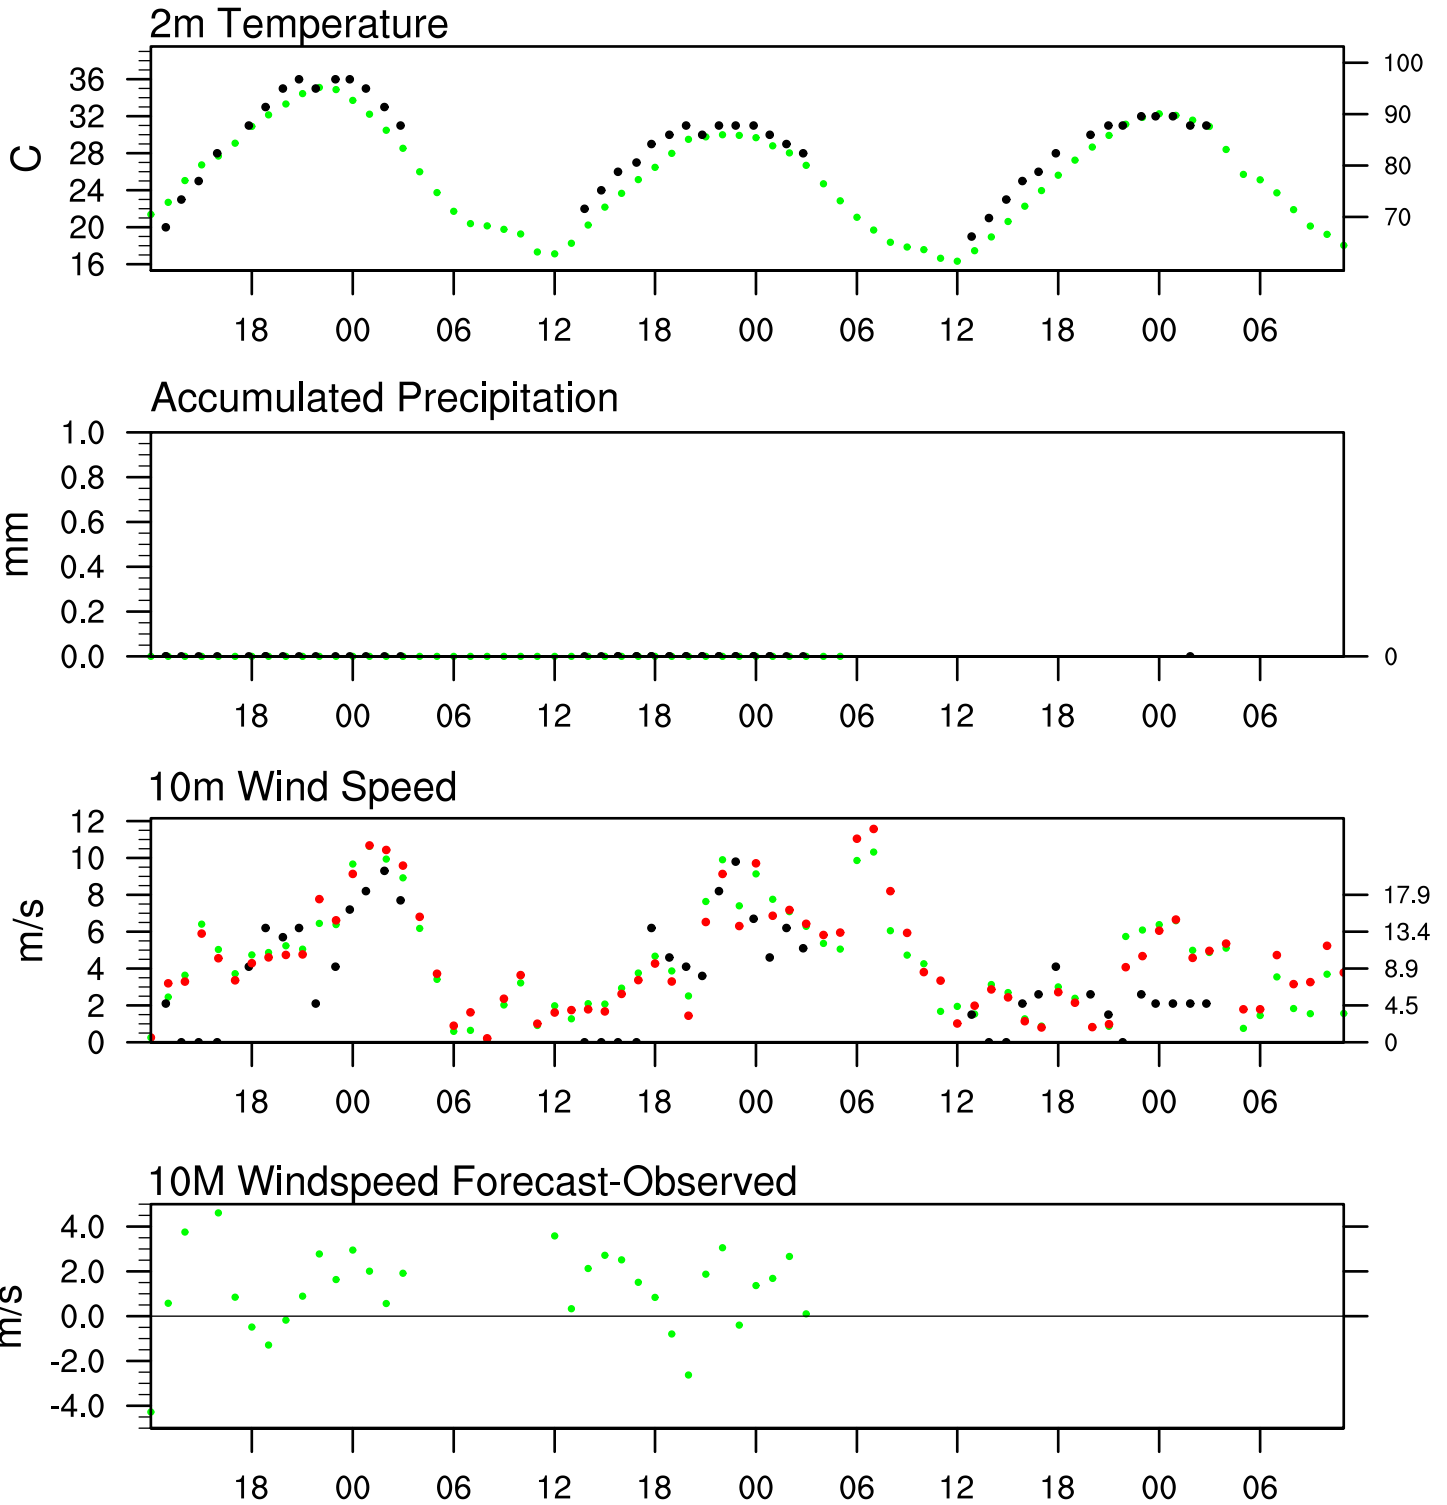 2m Temperature
C
36
32
28
24
20
16
100
90
80
70
18 00 06 12 18 00 06 12 18 00 06
Accumulated Precipitation
mm
1.0
0.8
0.6
0.4
0.2
0.0
0
18 00 06 12 18 00 06 12 18 00 06
10m Wind Speed
m/s
12
10
8
6
4
2
0
17.9
13.4
8.9
4.5
0
18 00 06 12 18 00 06 12 18 00 06
10M Windspeed Forecast-Observed
m/s
4.0
2.0
0.0
-2.0
-4.0
18 00 06 12 18 00 06 12 18 00 06